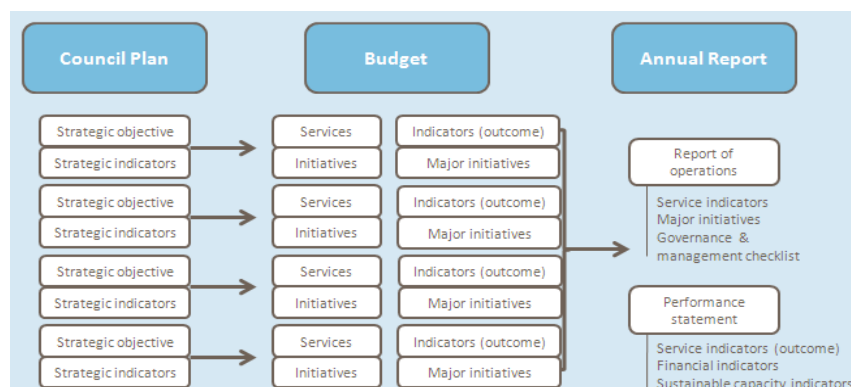 Council Plan
Budget
Annual Report
Strategic objective
Strategic indicators
Services
Initiatives
Indicators (outcome)
Major initiatives
Strategic objective
Strategic indicators
Services
Initiatives
Indicators (outcome)
Major initiatives
Strategic objective
Strategic indicators
Services
Initiatives
Indicators (outcome)
Major initiatives
Strategic objective
Strategic indicators
Services
Initiatives
Indicators (outcome)
Major initiatives
Report of
operations
Service indicators
Major initiatives
Governance &
management checklist
Performance
statement
Service indicators (outcome)
Financial indicators
Sustainable capacity indicators